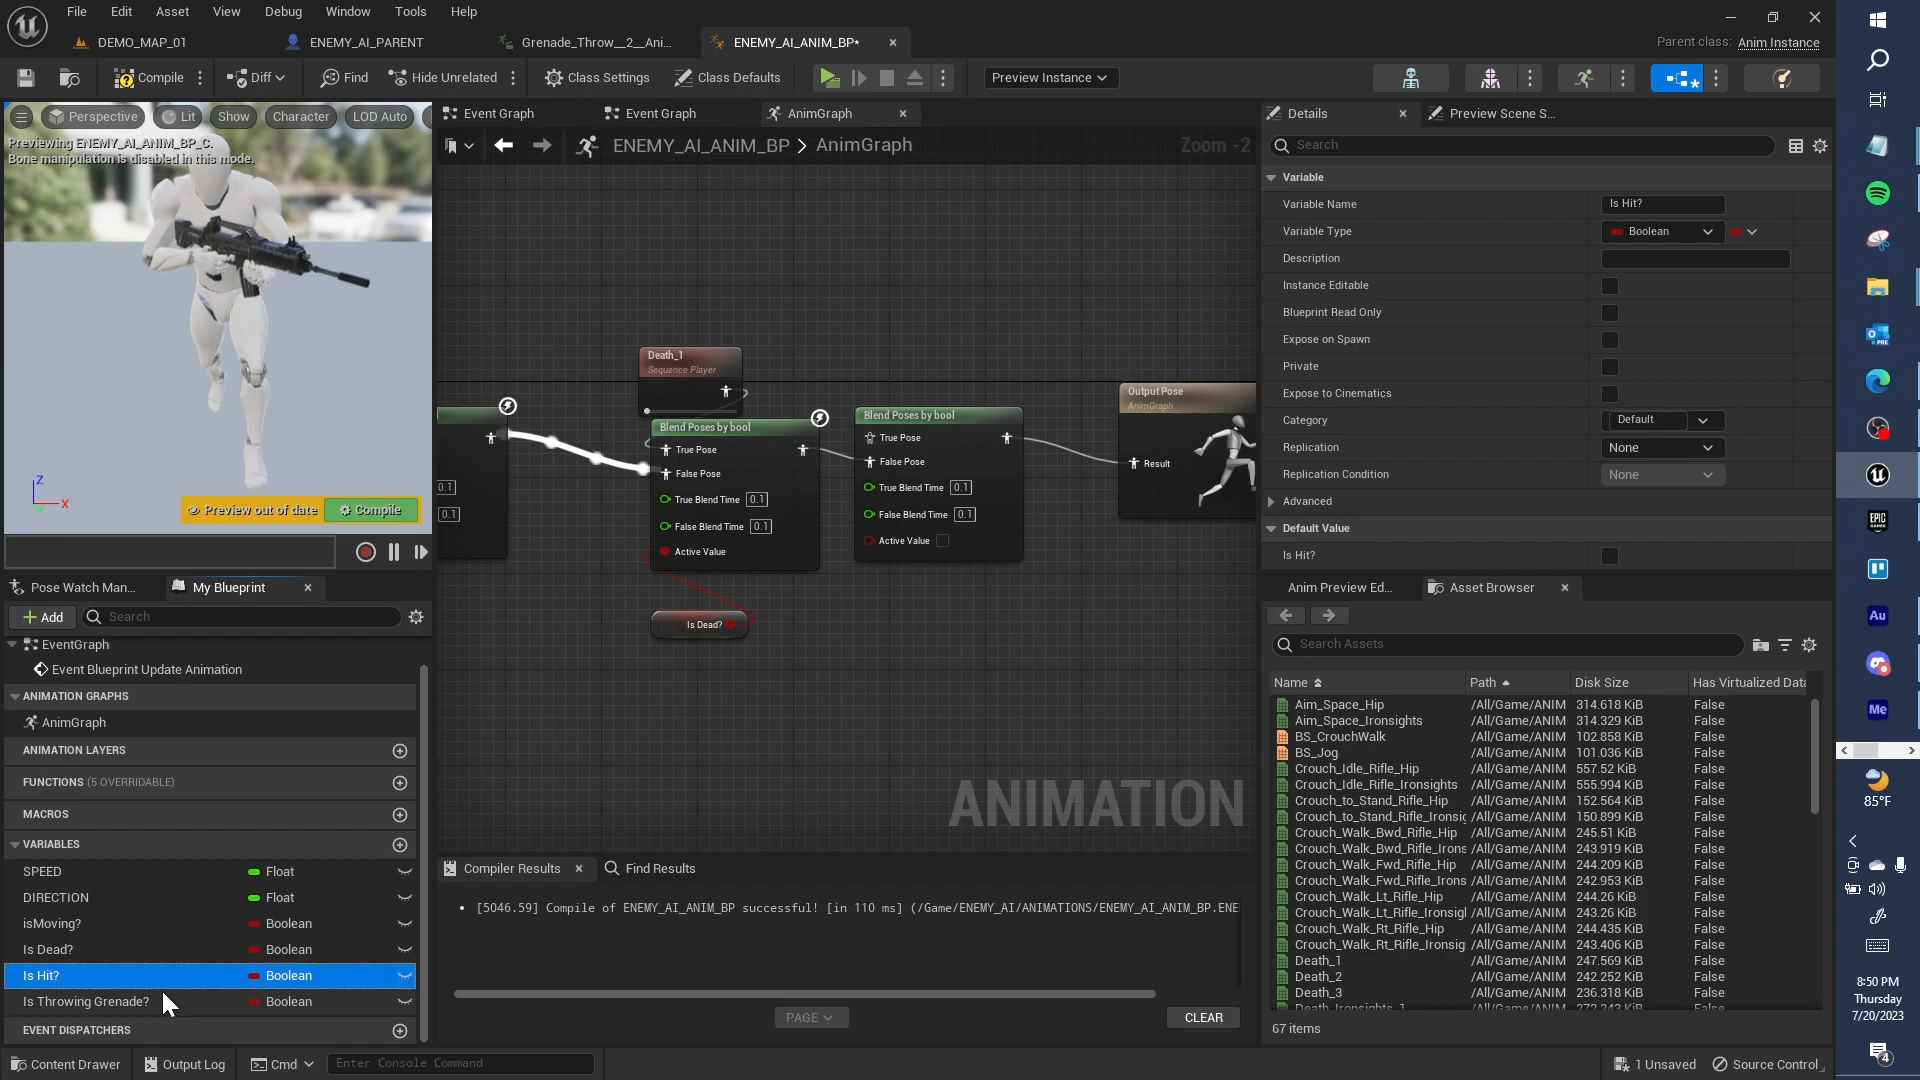 File Edit Asset View Debug Window Tools Help
DEMO_MAP_01 ENEMY_AI_PARENT Grenade_Throw__2__Ani... ENEMY_AI_ANIM_BP*
Parent class: Anim Instance
Compile Diff Find Hide Unrelated Class Settings Class Defaults Preview Instance
Perspective Lit Show Character LOD Auto
Previewing ENEMY_AI_ANIM_BP_C.
Bone manipulation is disabled in this mode.
Z
X
Preview out of date Compile
Event Graph Event Graph AnimGraph
ENEMY_AI_ANIM_BP > AnimGraph
Zoom -2
Death_1
Sequence Player
0.1
0.1
Blend Poses by bool
True Pose
False Pose
True Blend Time 0.1
False Blend Time 0.1
Active Value
Is Dead?
Blend Poses by bool
True Pose
False Pose
True Blend Time 0.1
False Blend Time 0.1
Active Value
Output Pose
AnimGraph
Result
ANIMATION
Pose Watch Man... My Blueprint
Add Search
EventGraph
Event Blueprint Update Animation
ANIMATION GRAPHS
AnimGraph
ANIMATION LAYERS
FUNCTIONS (5 OVERRIDABLE)
MACROS
VARIABLES
SPEED Float
DIRECTION Float
isMoving? Boolean
Is Dead? Boolean
Is Hit? Boolean
Is Throwing Grenade? Boolean
EVENT DISPATCHERS
Compiler Results Find Results
• [5046.59] Compile of ENEMY_AI_ANIM_BP successful! [in 110 ms] (/Game/ENEMY_AI/ANIMATIONS/ENEMY_AI_ANIM_BP.ENE
PAGE CLEAR
Details Preview Scene S...
Search
Variable
Variable Name Is Hit?
Variable Type Boolean
Description
Instance Editable
Blueprint Read Only
Expose on Spawn
Private
Expose to Cinematics
Category Default
Replication None
Replication Condition None
Advanced
Default Value
Is Hit?
Anim Preview Ed... Asset Browser
Search Assets
Name Path Disk Size Has Virtualized Data
Aim_Space_Hip /All/Game/ANIM 314.618 KiB False
Aim_Space_Ironsights /All/Game/ANIM 314.329 KiB False
BS_CrouchWalk /All/Game/ANIM 102.858 KiB False
BS_Jog /All/Game/ANIM 101.036 KiB False
Crouch_Idle_Rifle_Hip /All/Game/ANIM 557.52 KiB False
Crouch_Idle_Rifle_Ironsights /All/Game/ANIM 555.994 KiB False
Crouch_to_Stand_Rifle_Hip /All/Game/ANIM 152.564 KiB False
Crouch_to_Stand_Rifle_Ironsig /All/Game/ANIM 150.899 KiB False
Crouch_Walk_Bwd_Rifle_Hip /All/Game/ANIM 245.51 KiB False
Crouch_Walk_Bwd_Rifle_Irons /All/Game/ANIM 243.919 KiB False
Crouch_Walk_Fwd_Rifle_Hip /All/Game/ANIM 244.209 KiB False
Crouch_Walk_Fwd_Rifle_Irons /All/Game/ANIM 242.953 KiB False
Crouch_Walk_Lt_Rifle_Hip /All/Game/ANIM 244.26 KiB False
Crouch_Walk_Lt_Rifle_Ironsigl /All/Game/ANIM 243.26 KiB False
Crouch_Walk_Rt_Rifle_Hip /All/Game/ANIM 244.435 KiB False
Crouch_Walk_Rt_Rifle_Ironsig /All/Game/ANIM 243.406 KiB False
Death_1 /All/Game/ANIM 247.569 KiB False
Death_2 /All/Game/ANIM 242.252 KiB False
Death_3 /All/Game/ANIM 236.318 KiB False
Death_Ironsights_1 /All/Game/ANIM 272.243 KiB False
67 items
Content Drawer Output Log Cmd Enter Console Command 1 Unsaved Source Control
PRE
EPIC GAMES
Au
Me
85°F
8:50 PM
Thursday
7/20/2023
4